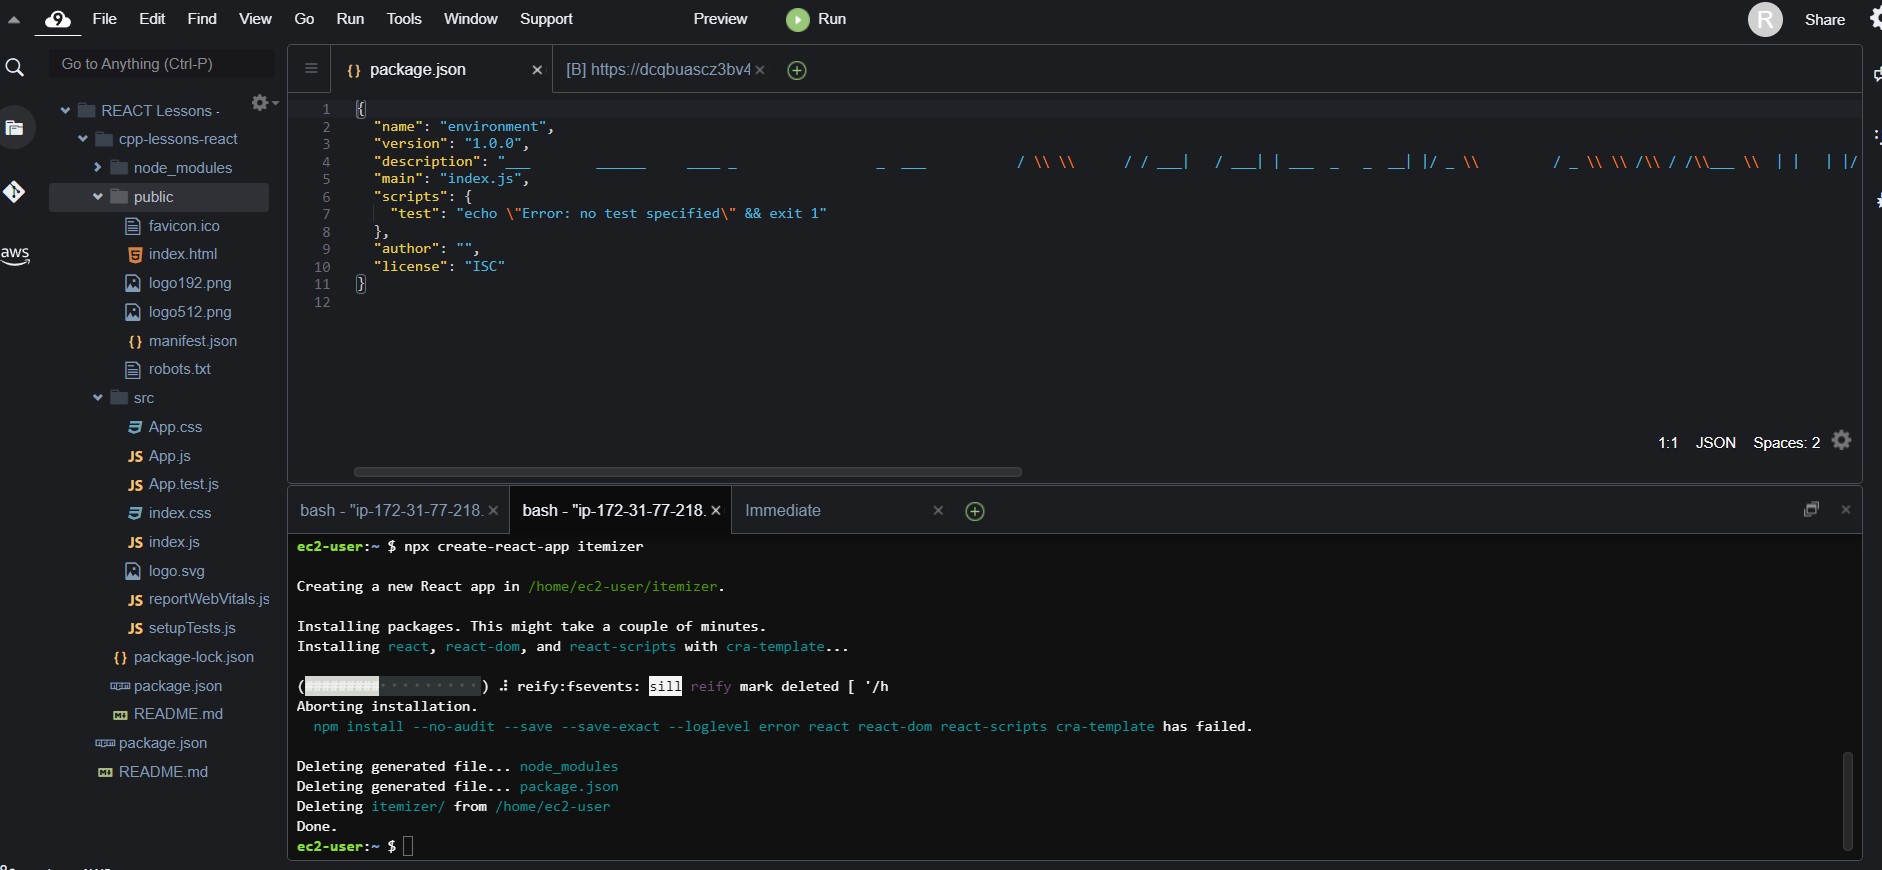 File Edit Find View Go Run Tools Window Support Preview Run R Share
Go to Anything (Ctrl-P)
REACT Lessons -
cpp-lessons-react
node_modules
public
favicon.ico
index.html
logo192.png
logo512.png
manifest.json
robots.txt
src
App.css
App.js
App.test.js
index.css
index.js
logo.svg
reportWebVitals.js
setupTests.js
package-lock.json
package.json
README.md
package.json
README.md
aws
package.json
[B] https://dcqbuascz3bv4
1 {
2 "name": "environment",
3 "version": "1.0.0",
4 "description": "___ ______ ____ _ _ ___ / \\ \\ / / ___| / ___| | ___ _ _ __| |/ _ \\ / _ \\ \\ /\\ / /\\___ \\ | | | |/
5 "main": "index.js",
6 "scripts": {
7 "test": "echo \"Error: no test specified\" && exit 1"
8 },
9 "author": "",
10 "license": "ISC"
11 }
12
1:1 JSON Spaces: 2
bash - "ip-172-31-77-218. bash - "ip-172-31-77-218. Immediate
ec2-user:~ $ npx create-react-app itemizer
Creating a new React app in /home/ec2-user/itemizer.
Installing packages. This might take a couple of minutes.
Installing react, react-dom, and react-scripts with cra-template...
(#########⠂⠂⠂⠂⠂⠂⠂⠂⠂) ⠼ reify:fsevents: sill reify mark deleted [ '/h
Aborting installation.
npm install --no-audit --save --save-exact --loglevel error react react-dom react-scripts cra-template has failed.
Deleting generated file... node_modules
Deleting generated file... package.json
Deleting itemizer/ from /home/ec2-user
Done.
ec2-user:~ $